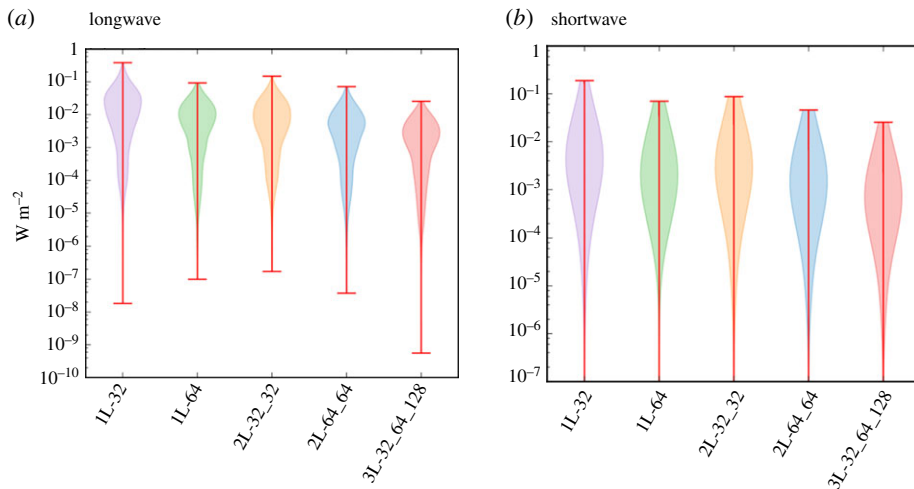 (a) longwave
1
10⁻¹
10⁻²
10⁻³
10⁻⁴
10⁻⁵
10⁻⁶
10⁻⁷
10⁻⁸
10⁻⁹
10⁻¹⁰
W m⁻²
1L-32
1L-64
2L-32_32
2L-64_64
3L-32_64_128
(b) shortwave
1
10⁻¹
10⁻²
10⁻³
10⁻⁴
10⁻⁵
10⁻⁶
10⁻⁷
1L-32
1L-64
2L-32_32
2L-64_64
3L-32_64_128